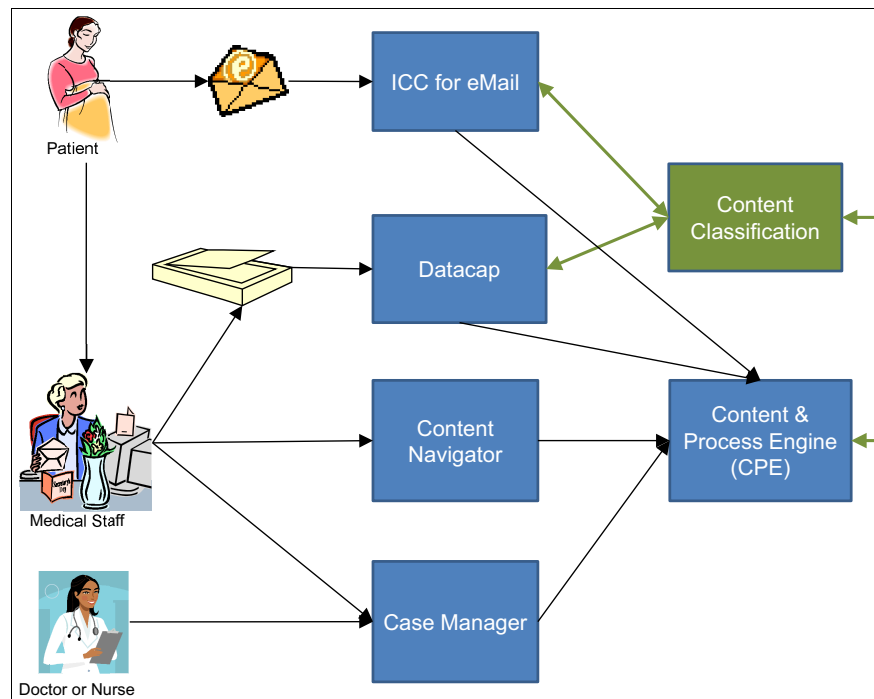 ICC for eMail
Patient
Content
Classification
Datacap
Content
Navigator
Content &
Process Engine
(CPE)
Medical Staff
Case Manager
Doctor or Nurse